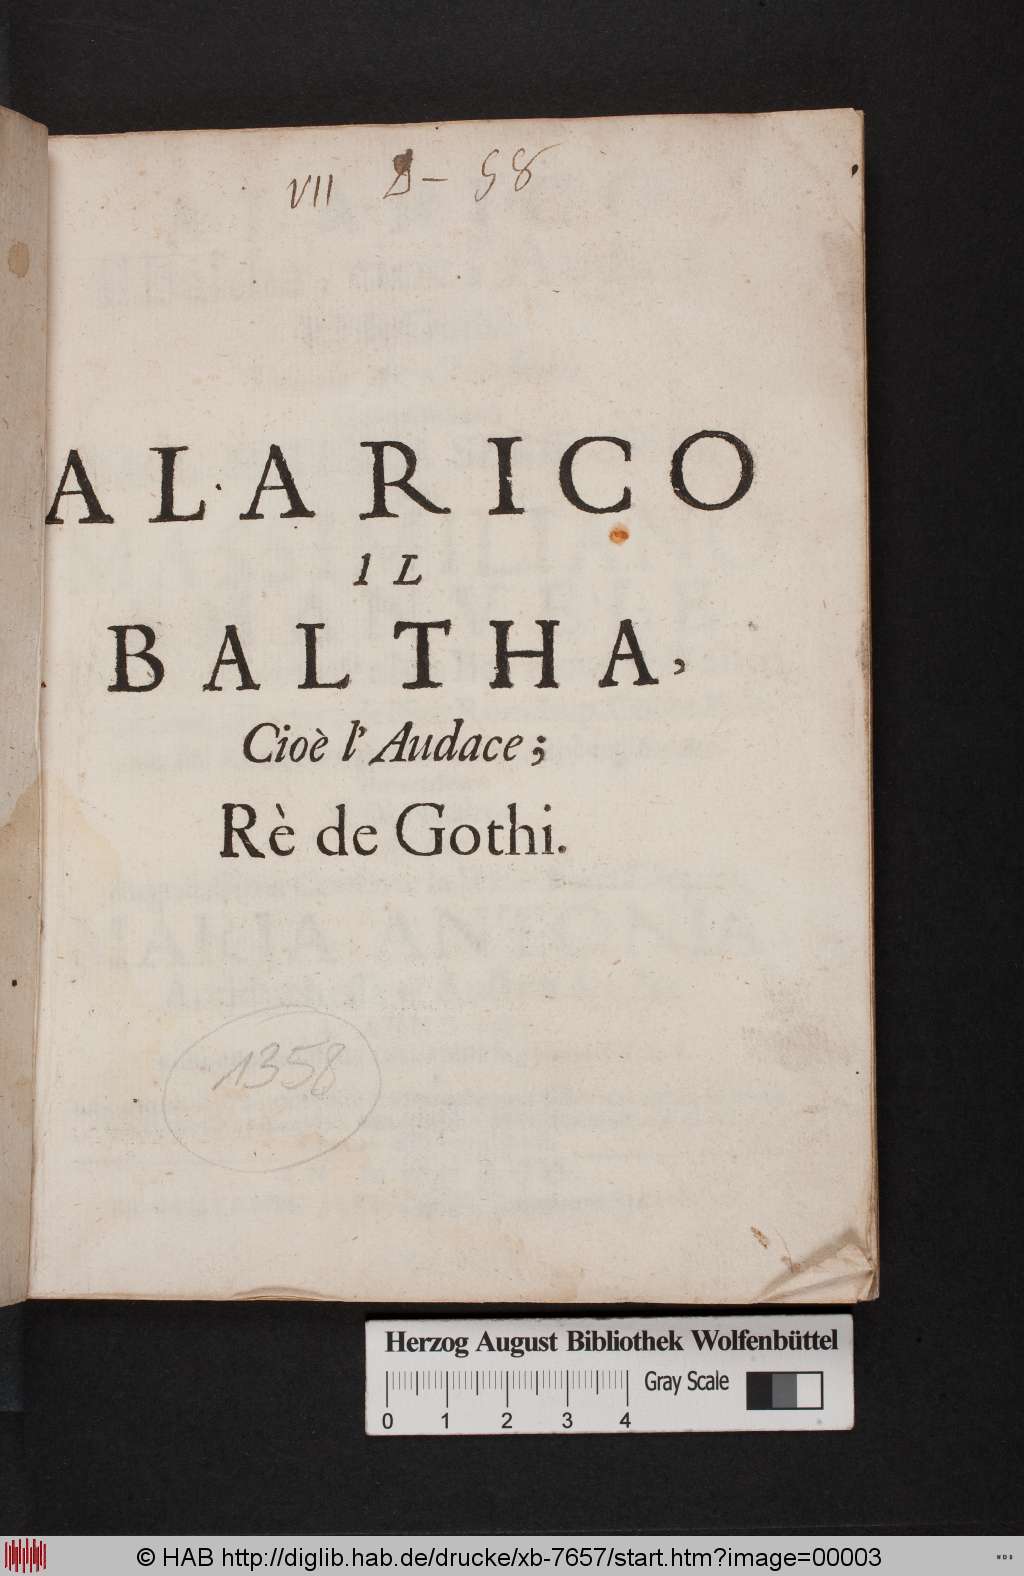 VII 58
ALARICO
IL
BALTHA,
Cioè l'Audace;
Rè de Gothi.
1358
Herzog August Bibliothek Wolfenbüttel
Gray Scale
0 1 2 3 4
© HAB http://diglib.hab.de/drucke/xb-7657/start.htm?image=00003